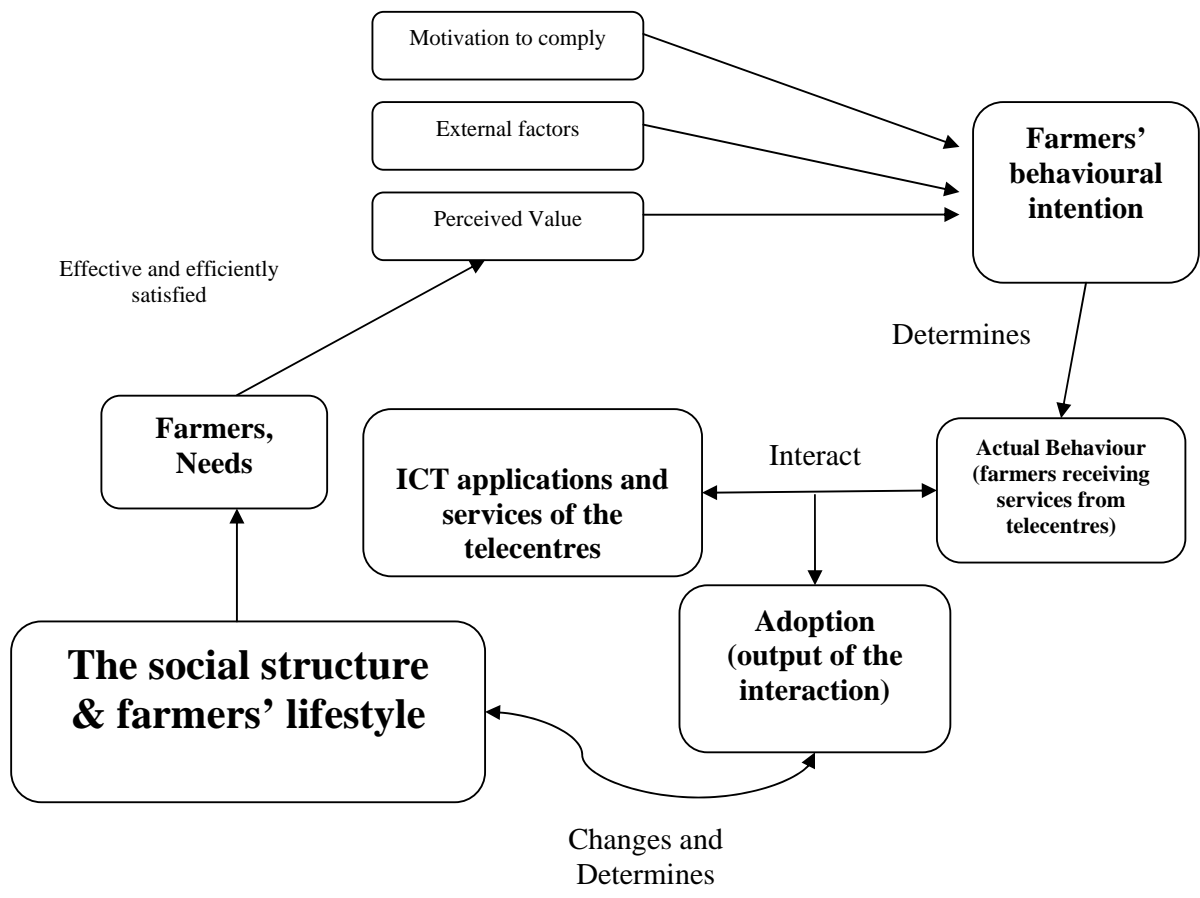 Motivation to comply
External factors
Perceived Value
Farmers’
behavioural
intention
Effective and efficiently
satisfied
Determines
Farmers,
Needs
ICT applications and
services of the
telecentres
Interact
Actual Behaviour
(farmers receiving
services from
telecentres)
Adoption
(output of the
interaction)
The social structure
& farmers’ lifestyle
Changes and
Determines